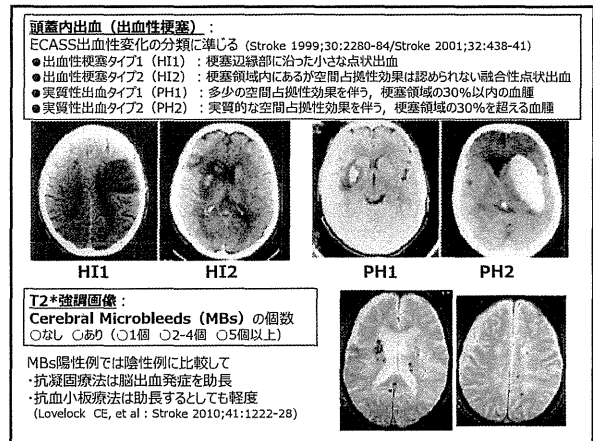 頭蓋内出血（出血性梗塞）：
ECASS出血性変化の分類に準じる (Stroke 1999;30:2280-84/Stroke 2001;32:438-41)
●出血性梗塞タイプ1（HI1）：梗塞辺縁部に沿った小さな点状出血
●出血性梗塞タイプ2（HI2）：梗塞領域内にあるが空間占拠性効果は認められない融合性点状出血
●実質性出血タイプ1（PH1）：多少の空間占拠性効果を伴う，梗塞領域の30%以内の血腫
●実質性出血タイプ2（PH2）：実質的な空間占拠性効果を伴う，梗塞領域の30%を超える血腫
HI1 HI2 PH1 PH2
T2*強調画像：
Cerebral Microbleeds（MBs）の個数
○なし ○あり（○1個 ○2-4個 ○5個以上）
MBs陽性例では陰性例に比較して
・抗凝固療法は脳出血発症を助長
・抗血小板療法は助長するとしても軽度
(Lovelock CE, et al : Stroke 2010;41:1222-28)